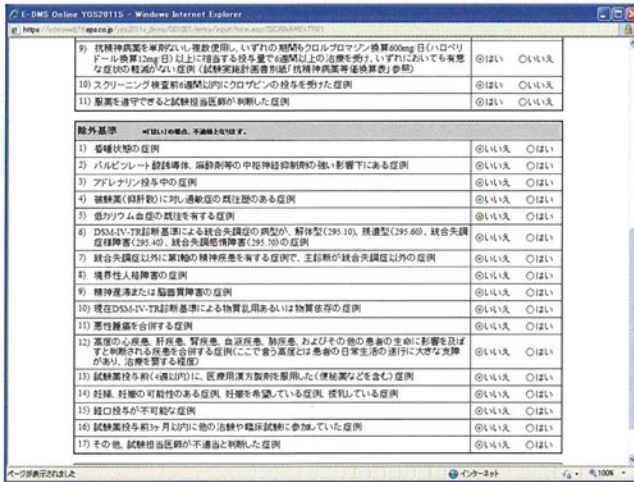 E-DMS Online YGS2011S - Windows Internet Explorer
9) 抗精神病薬を単剤ないし複数使用し、いずれの期間もクロルプロマジン換算600mg/日(ハロペリ
ドール換算12mg/日)以上に相当する投与量で6週間以上の治療を受け、いずれにおいても有意
な症状の軽減がない症例(試験実施計画書別紙「抗精神病薬等価換算表」参照)
はい いいえ
10) スクリーニング検査前6週間以内にクロザピンの投与を受けた症例
はい いいえ
11) 服薬を遵守できると試験担当医師が判断した症例
はい いいえ
除外基準 *「はい」の場合、不適格となります。
1) 昏睡状態の症例
いいえ はい
2) バルビツレート酸誘導体、麻酔剤等の中枢神経抑制剤の強い影響下にある症例
いいえ はい
3) アドレナリン投与中の症例
いいえ はい
4) 被験薬(抑肝散)に対し過敏症の既往歴のある症例
いいえ はい
5) 低カリウム血症の既往を有する症例
いいえ はい
6) DSM-IV-TR診断基準による統合失調症の病型が、解体型(295.10)、残遺型(295.60)、統合失調
症様障害(295.40)、統合失調感情障害(295.70)の症例
いいえ はい
7) 統合失調症以外に第I軸の精神疾患を有する症例で、主診断が統合失調症以外の症例
いいえ はい
8) 境界性人格障害の症例
いいえ はい
9) 精神遅滞または脳器質障害の症例
いいえ はい
10) 現在DSM-IV-TR診断基準による物質乱用あるいは物質依存の症例
いいえ はい
11) 悪性腫瘍を合併する症例
いいえ はい
12) 高度の心疾患、肝疾患、腎疾患、血液疾患、肺疾患、およびその他の患者の生命に影響を及ぼ
すと判断される疾患を合併する症例(ここで言う高度とは患者の日常生活の遂行に大きな支障
があり、治療を要する程度)
いいえ はい
13) 試験薬投与前(4週以内)に、医療用漢方製剤を服用した(便秘薬などを含む)症例
いいえ はい
14) 妊婦、妊娠の可能性のある症例、妊娠を希望している症例、授乳している症例
いいえ はい
15) 経口投与が不可能な症例
いいえ はい
16) 試験薬投与前3ヶ月以内に他の治験や臨床試験に参加していた症例
いいえ はい
17) その他、試験担当医師が不適当と判断した症例
いいえ はい
ページが表示されました インターネット 100%